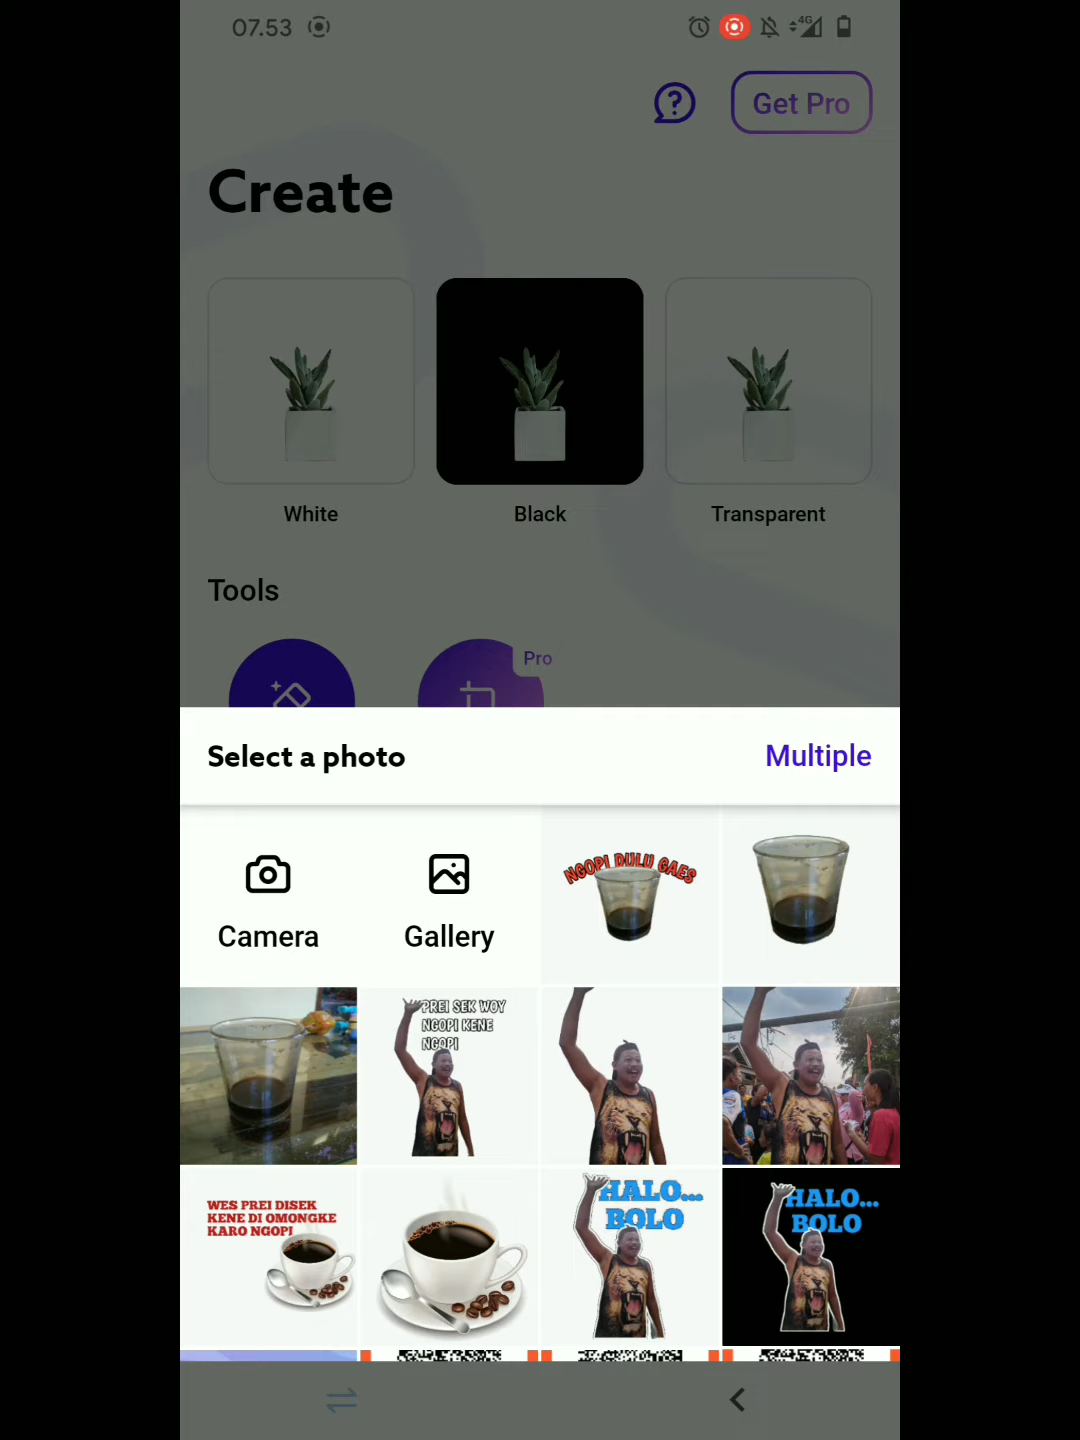 07.53
4G
Get Pro
Create
White
Black
Transparent
Tools
Pro
Select a photo
Multiple
Camera
Gallery
NGOPI DULU GAES
PREI SEK WOY
NGOPI KENE
NGOPI
WES PREI DISEK
KENE DI OMONGKE
KARO NGOPI
HALO...
BOLO
HALO...
BOLO